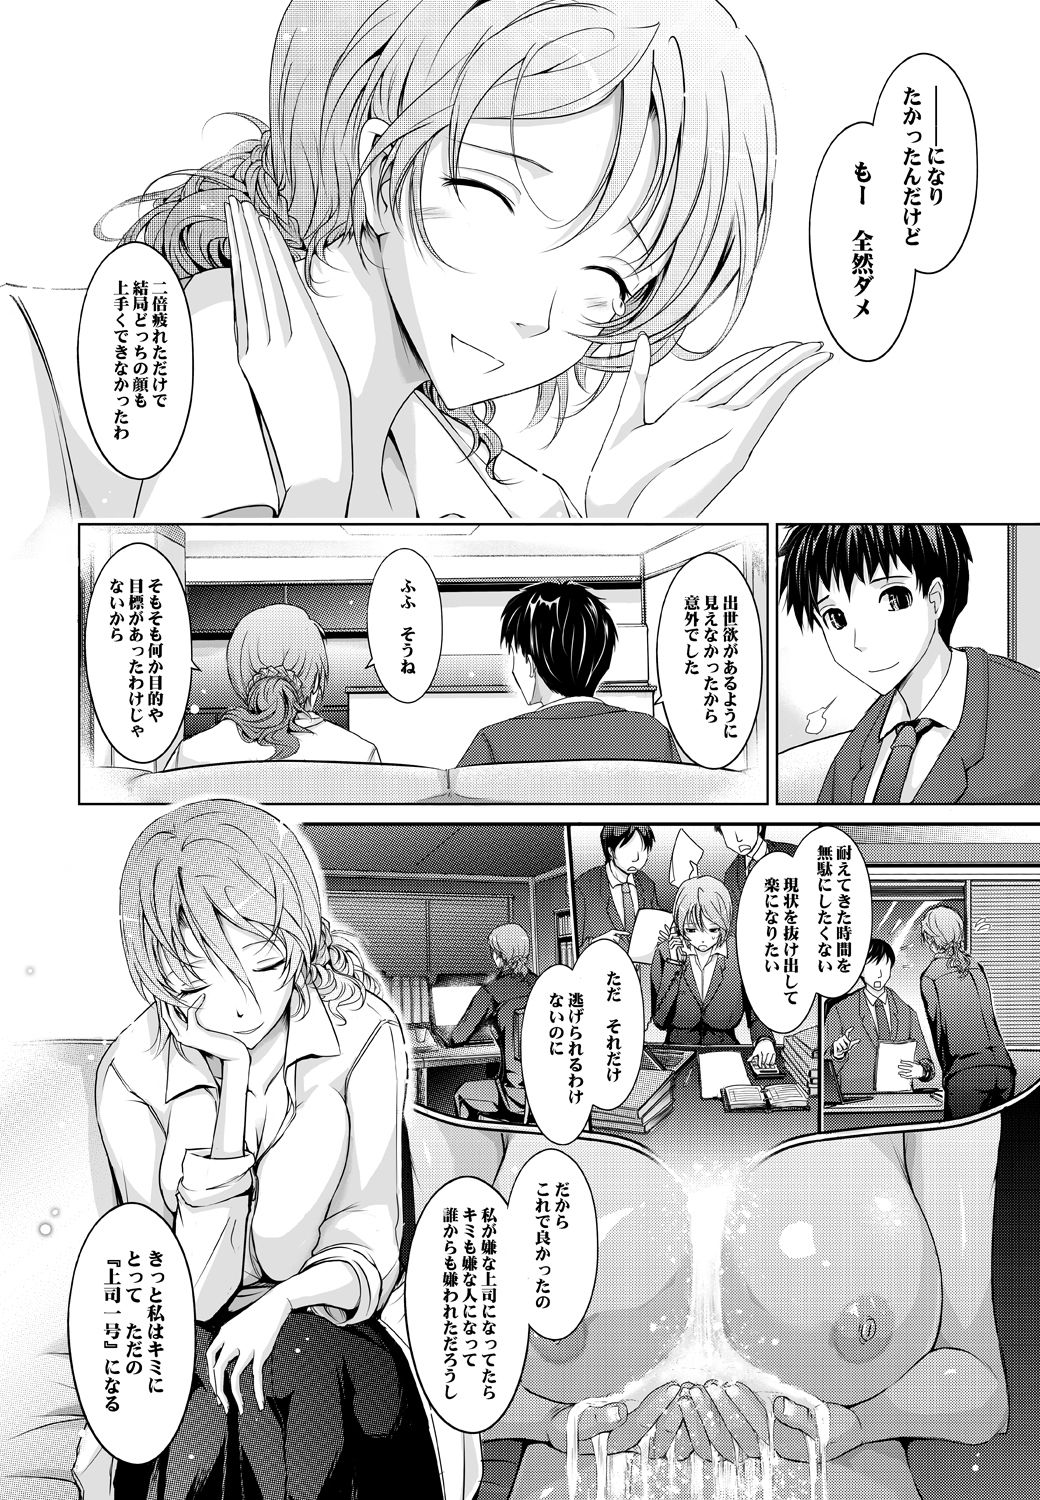 ――になり
たかったんだけど
もー　全然ダメ
二倍疲れただけで
結局どっちの顔も
上手くできなかったわ
出世欲があるように
見えなかったから
意外でした
ふふ　そうね
そもそも何か目的や
目標があったわけじゃ
ないから
耐えてきた時間を
無駄にしたくない
現状を抜け出して
楽になりたい
ただ　それだけ
逃げられるわけ
ないのに
だから
これで良かったの
私が嫌な上司になってたら
キミも嫌な人になって
誰からも嫌われただろうし
きっと私はキミに
とって　ただの
『上司一号』になる